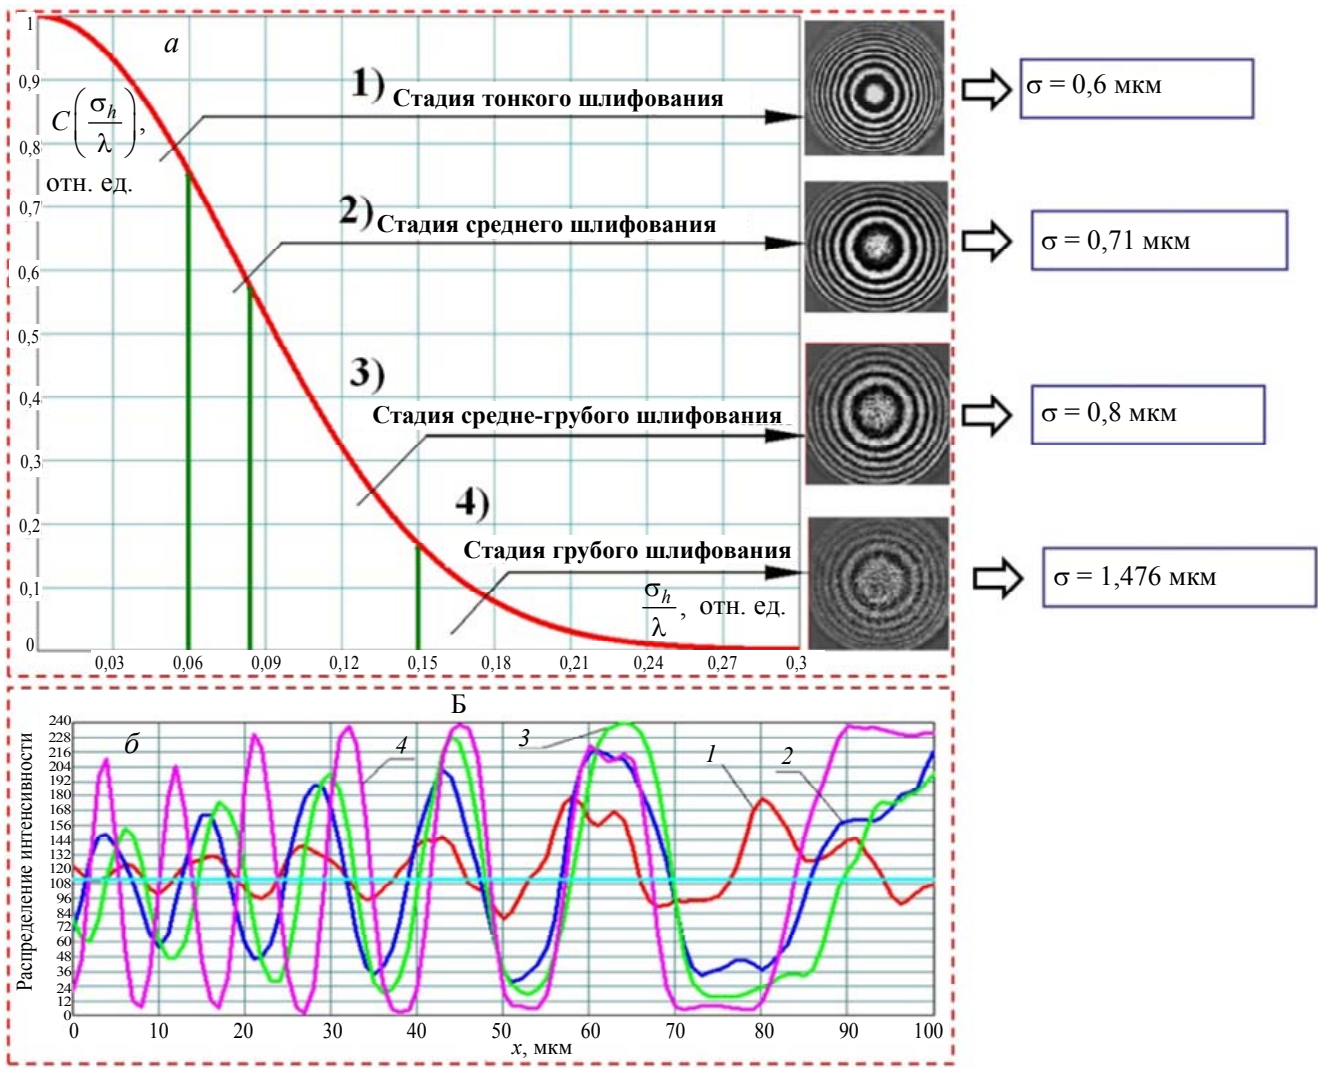 а
1
0,9
0,8
0,7
0,6
0,5
0,4
0,3
0,2
0,1
0
C(σh/λ),
отн. ед.
1) Стадия тонкого шлифования
σ = 0,6 мкм
2) Стадия среднего шлифования
σ = 0,71 мкм
3)
Стадия средне-грубого шлифования
σ = 0,8 мкм
4)
Стадия грубого шлифования
σ = 1,476 мкм
σh/λ, отн. ед.
0,03 0,06 0,09 0,12 0,15 0,18 0,21 0,24 0,27 0,3
Б
б
Распределение интенсивности
240
228
216
204
192
180
168
156
144
132
120
108
96
84
72
60
48
36
24
12
0
4
3
1
2
0 10 20 30 40 50 60 70 80 90 100
x, мкм